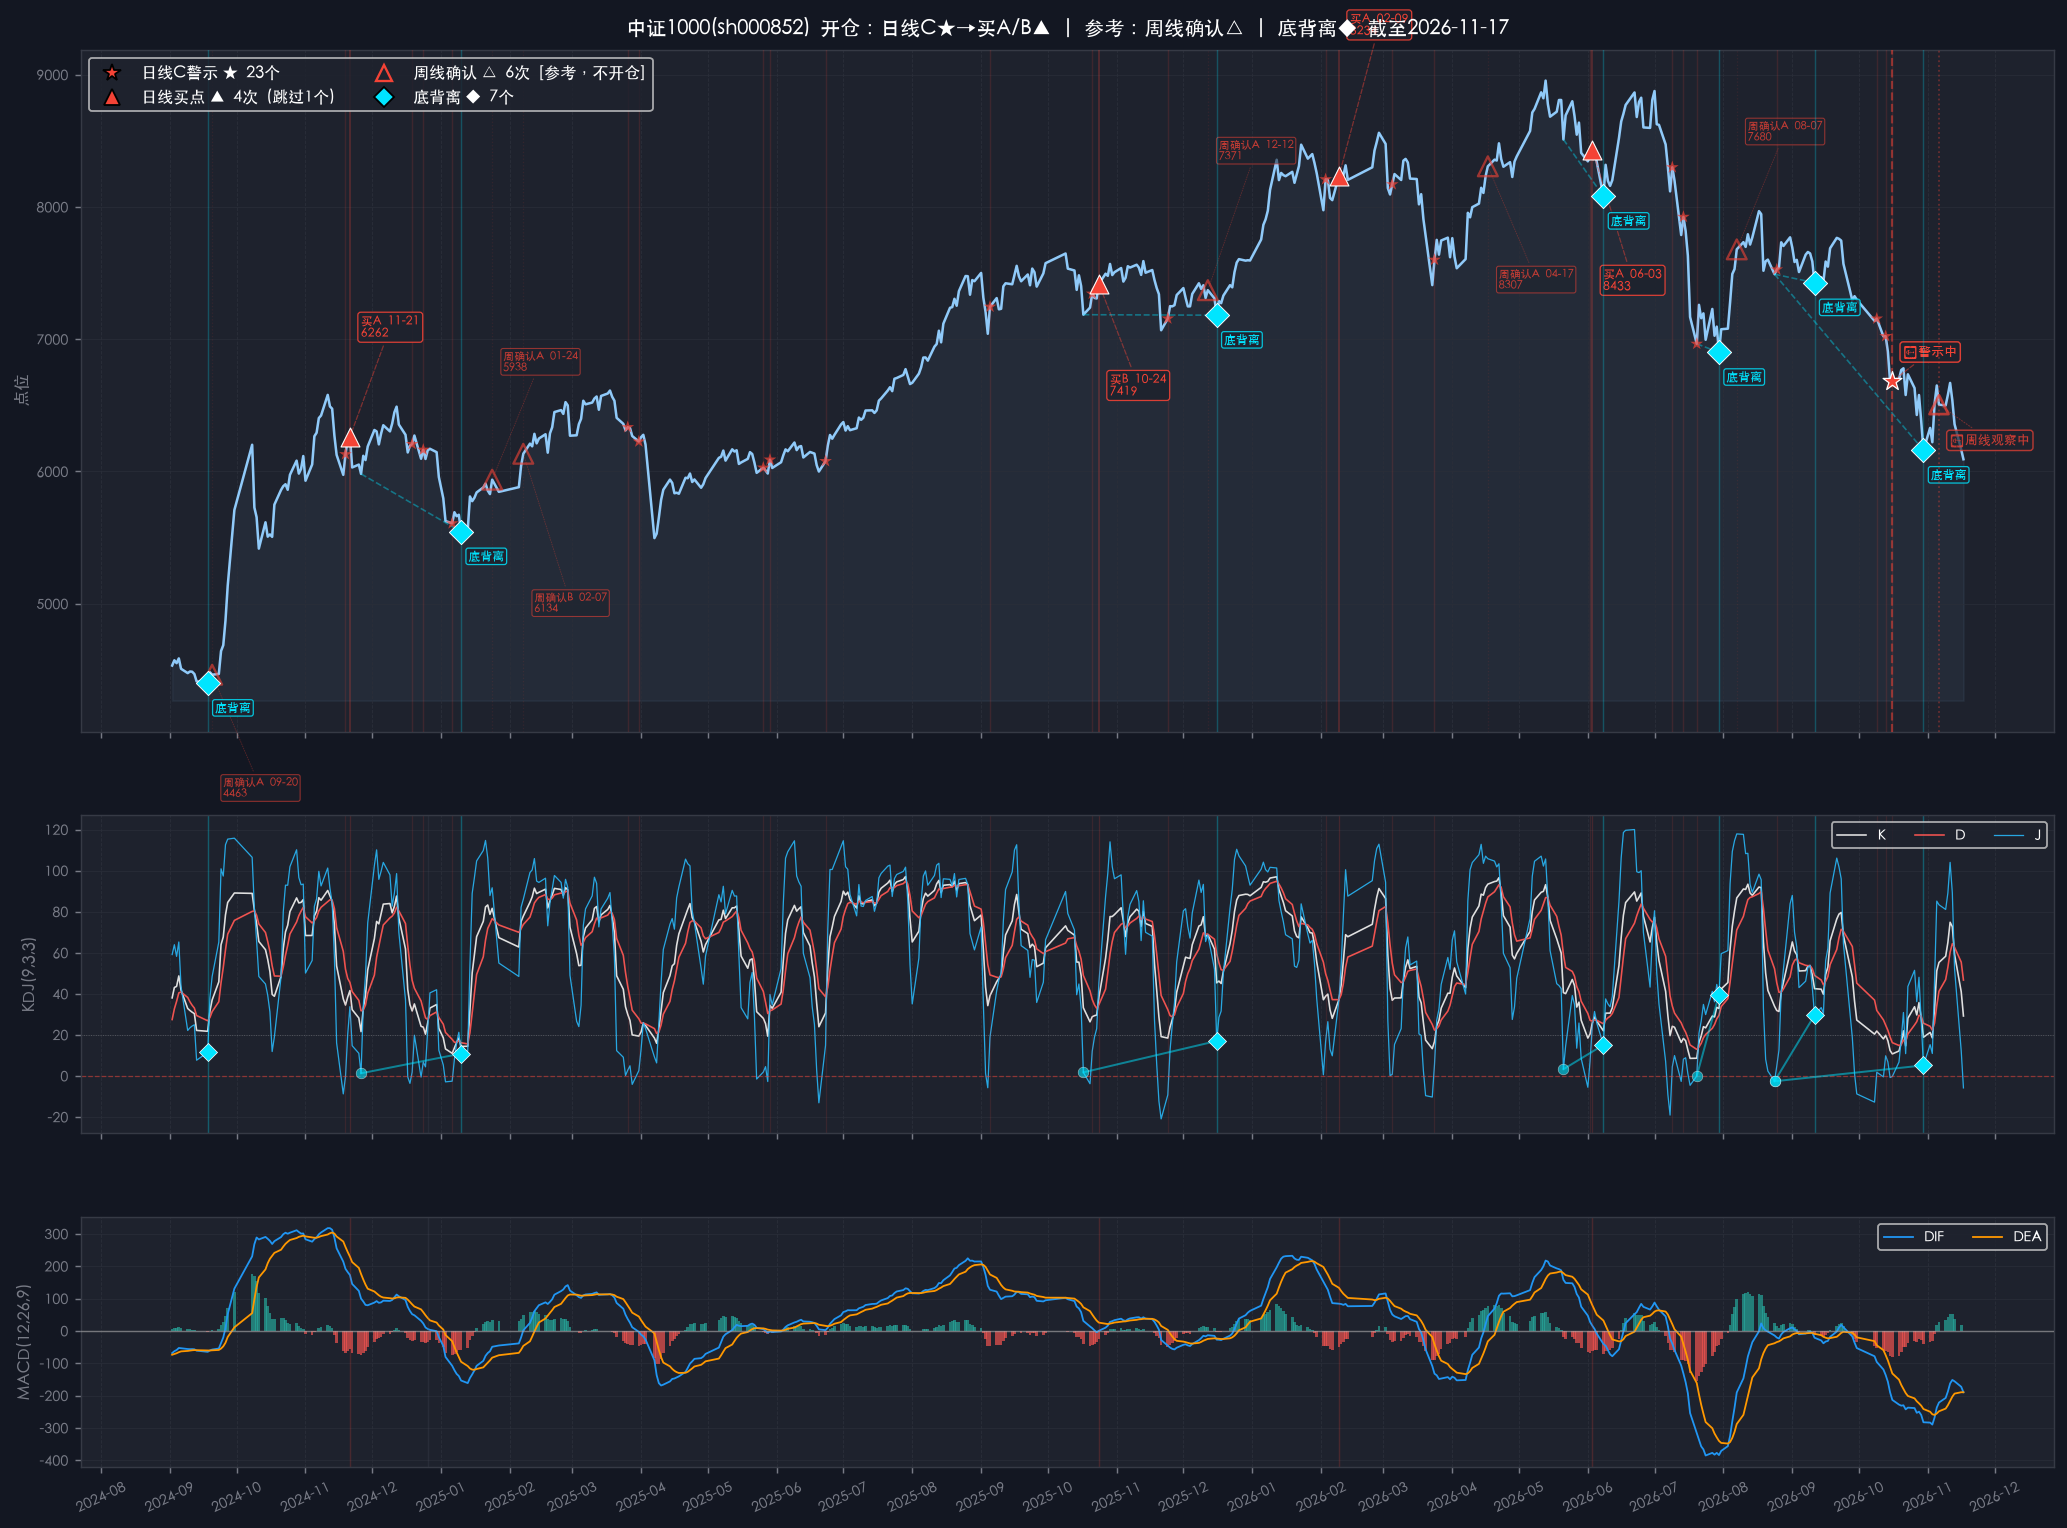 中证1000(sh000852) 开仓：日线C★→买A/B▲ | 参考：周线确认△ | 底背离◆ 截至2026-11-17
日线C警示 ★ 23个
日线买点 ▲ 4次 (跳过1个)
周线确认 △ 6次 [参考，不开仓]
底背离 ◆ 7个
买A 02-09
点位
9000
8000
7000
6000
5000
买A 11-21
6262
周确认A 01-24
5938
周确认B 02-07
6134
周确认A 09-20
4463
买B 10-24
7419
周确认A 12-12
7371
周确认A 04-17
8307
买A 06-03
8433
周确认A 08-07
7680
警示中
周线观察中
底背离
底背离
底背离
底背离
底背离
底背离
底背离
KDJ(9,3,3)
120
100
80
60
40
20
0
-20
K
D
J
MACD(12,26,9)
300
200
100
0
-100
-200
-300
-400
DIF
DEA
2024-08
2024-09
2024-10
2024-11
2024-12
2025-01
2025-02
2025-03
2025-04
2025-05
2025-06
2025-07
2025-08
2025-09
2025-10
2025-11
2025-12
2026-01
2026-02
2026-03
2026-04
2026-05
2026-06
2026-07
2026-08
2026-09
2026-10
2026-11
2026-12